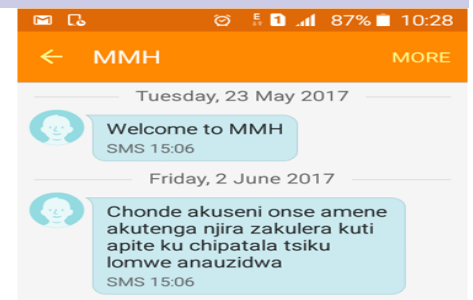 E 1 87% 10:28
MMH MORE
Tuesday, 23 May 2017
Welcome to MMH
SMS 15:06
Friday, 2 June 2017
Chonde akuseni onse amene
akutenga njira zakulera kuti
apite ku chipatala tsiku
lomwe anauzidwa
SMS 15:06